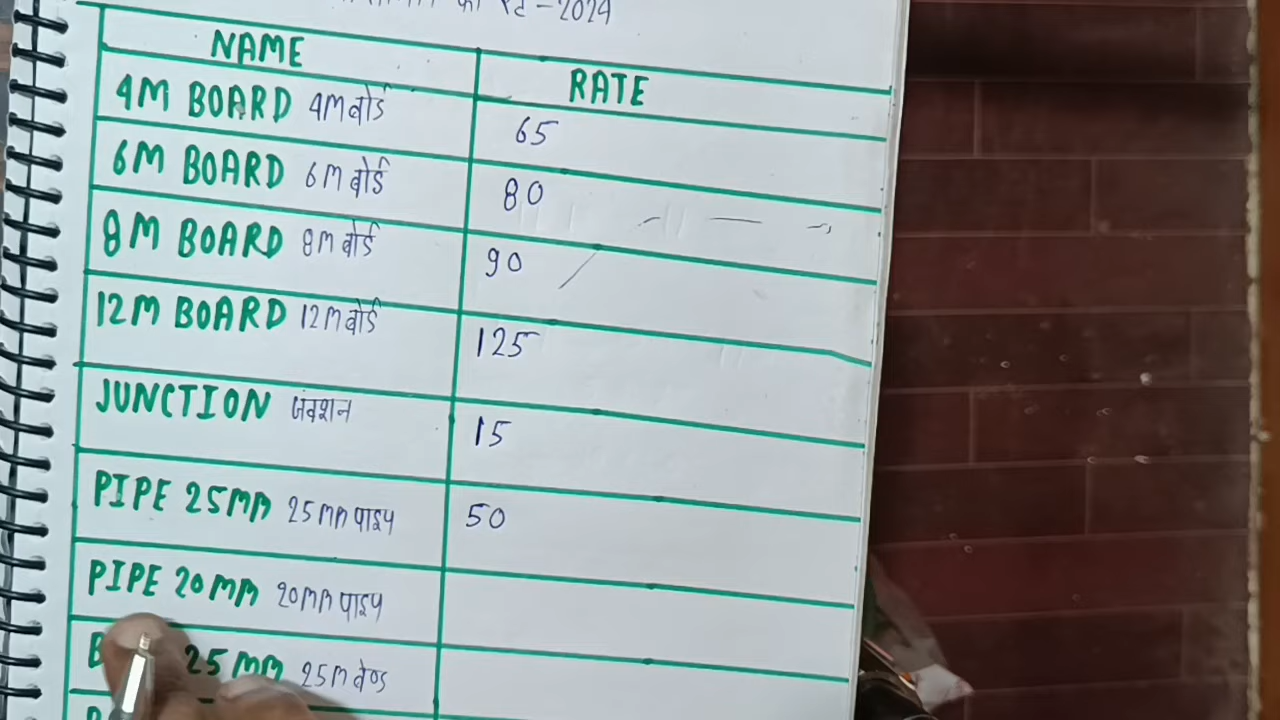 की रेट-2024
NAME RATE
4M BOARD 4M बोर्ड 65
6M BOARD 6M बोर्ड 80
8M BOARD 8M बोर्ड 90
12M BOARD 12M बोर्ड 125
JUNCTION जंक्शन 15
PIPE 25MM 25MM पाइप 50
PIPE 20MM 20MM पाइप
25MM 25M बेण्ड